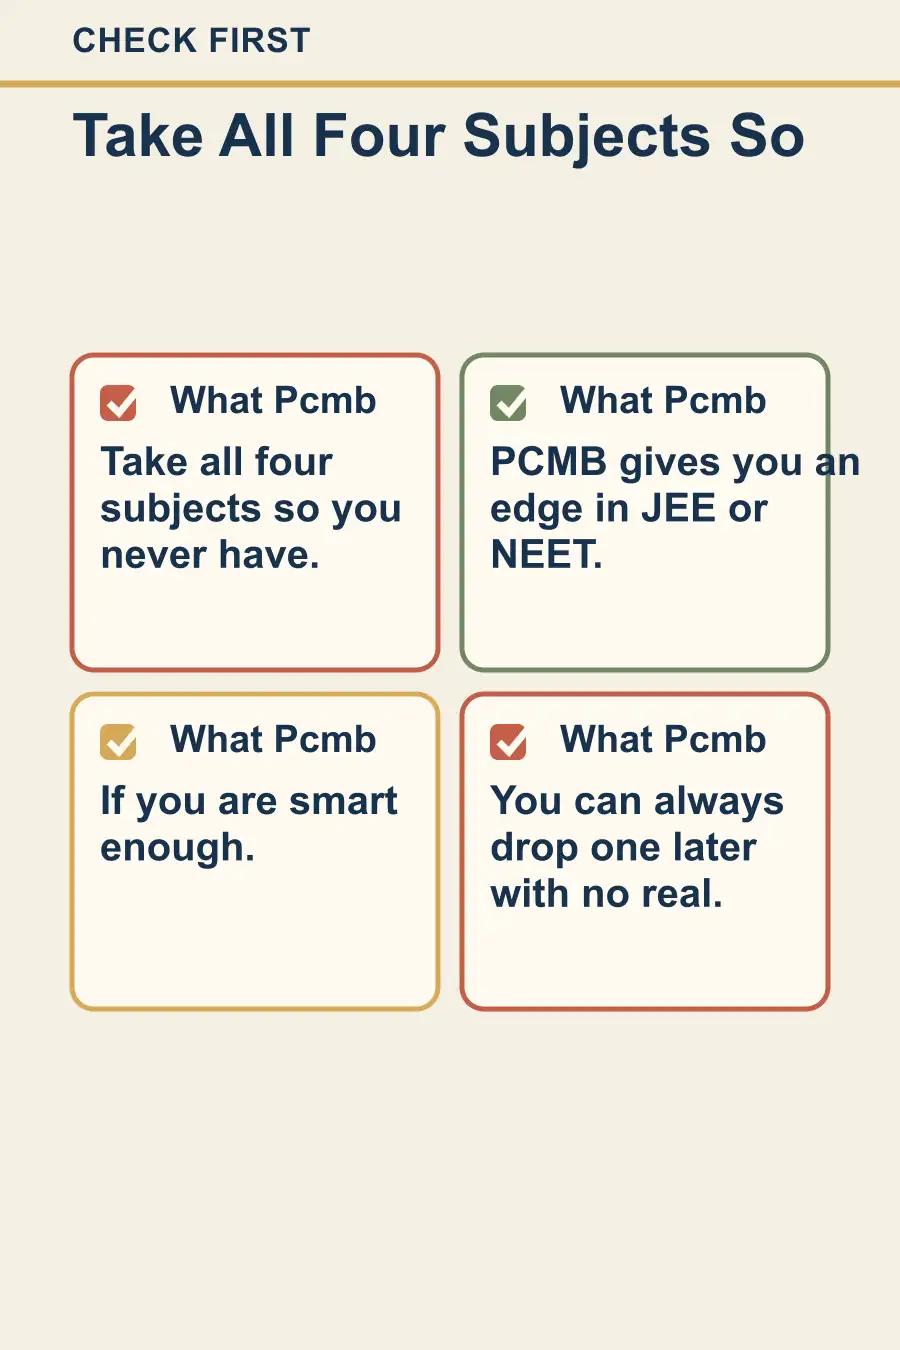 CHECK FIRST
Take All Four Subjects So
What Pcmb
Take all four
subjects so you
never have.
What Pcmb
PCMB gives you an
edge in JEE or
NEET.
What Pcmb
If you are smart
enough.
What Pcmb
You can always
drop one later
with no real.